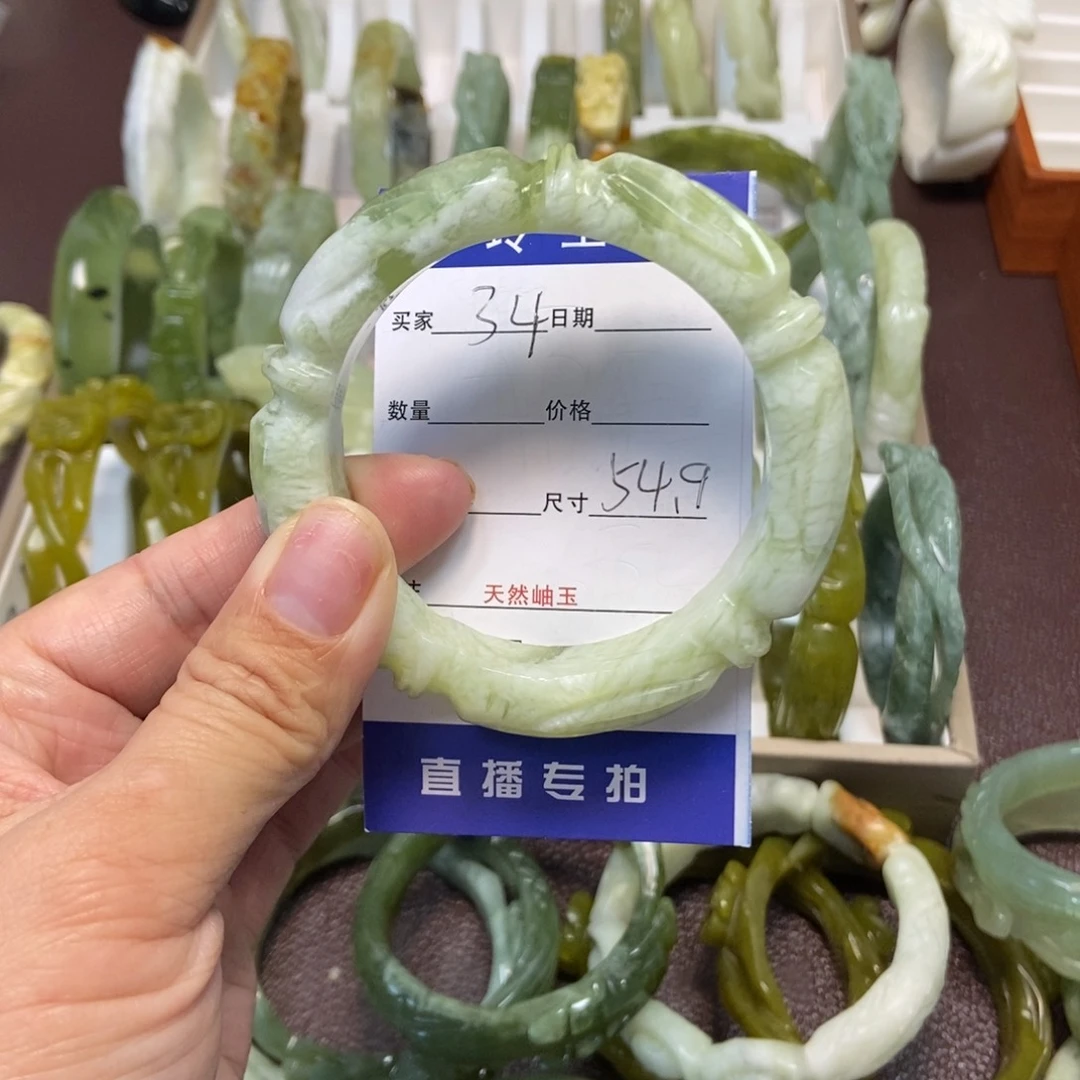 买家 34 日期
数量 价格
尺寸 54.9
天然岫玉
直播专拍